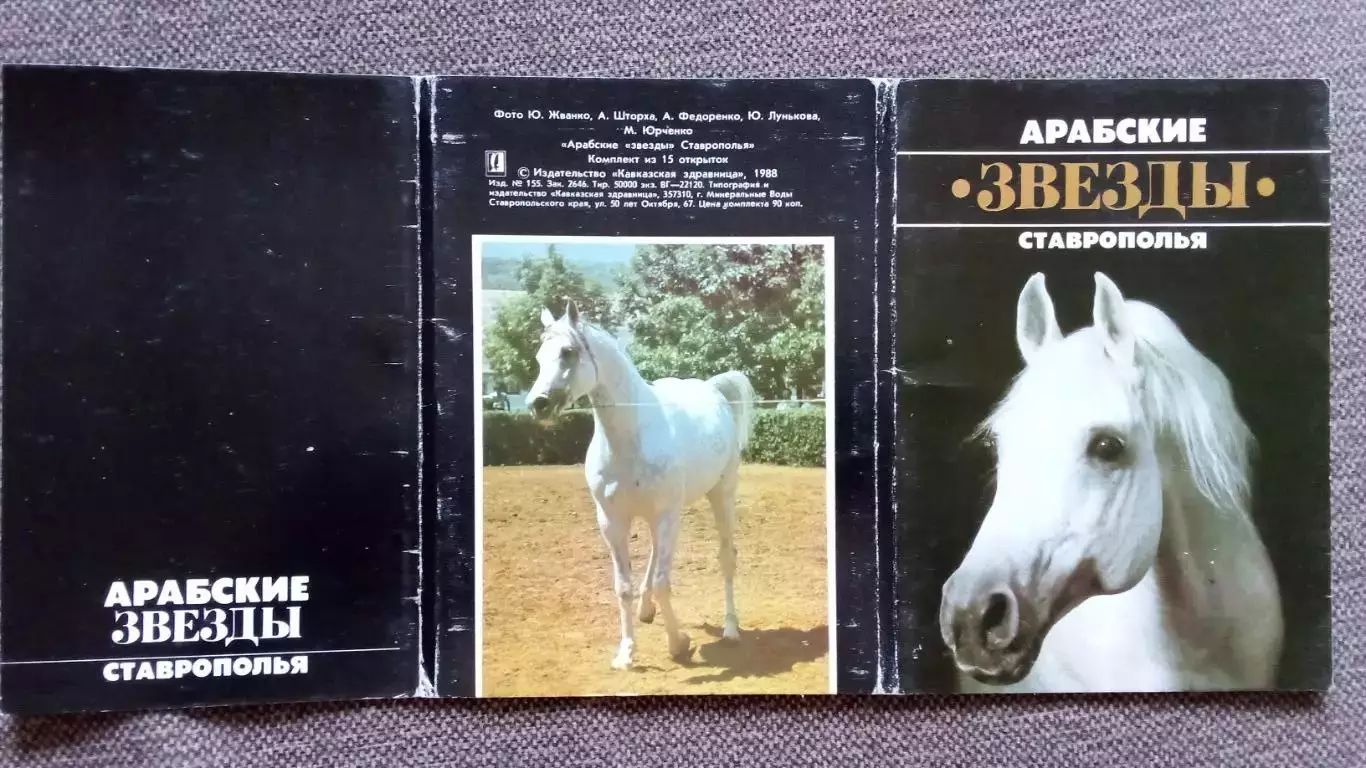 АРАБСКИЕ
ЗВЕЗДЫ
СТАВРОПОЛЬЯ
Фото Ю. Жванко, А. Шторха, А. Федоренко, Ю. Лунькова,
М. Юрченко
«Арабские «звезды» Ставрополья»
Комплект из 15 открыток
© Издательство «Кавказская здравница», 1988
Изд. № 155. Зак. 2646. Тир. 50000 экз. ВГ—22120. Типография и
издательство «Кавказская здравница», 357310, г. Минеральные Воды
Ставропольского края, ул. 50 лет Октября, 67. Цена комплекта 90 коп.
АРАБСКИЕ
•ЗВЕЗДЫ•
СТАВРОПОЛЬЯ